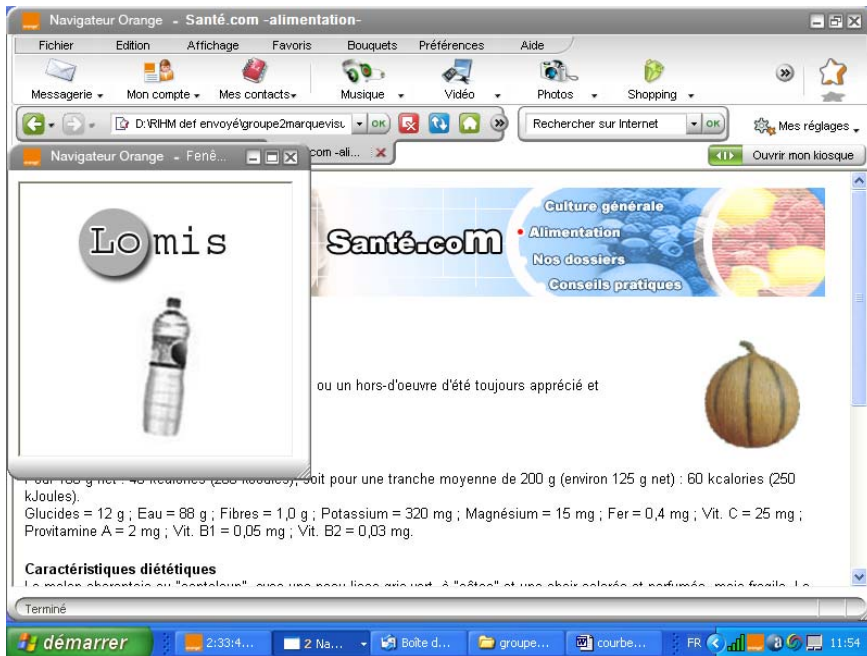 Navigateur Orange - Santé.com -alimentation-
Fichier Edition Affichage Favoris Bouquets Préférences Aide
Messagerie Mon compte Mes contacts Musique Vidéo Photos Shopping
D:\RIHM def envoyé\groupe2marquevisu OK Rechercher sur Internet OK Mes réglages
Navigateur Orange - Fenê... com -ali... Ouvrir mon kiosque
Lomis
Santé.com
Culture générale
Alimentation
Nos dossiers
Conseils pratiques
ou un hors-d'oeuvre d'été toujours apprécié et
soit pour une tranche moyenne de 200 g (environ 125 g net) : 60 kcalories (250
kJoules).
Glucides = 12 g ; Eau = 88 g ; Fibres = 1,0 g ; Potassium = 320 mg ; Magnésium = 15 mg ; Fer = 0,4 mg ; Vit. C = 25 mg ;
Provitamine A = 2 mg ; Vit. B1 = 0,05 mg ; Vit. B2 = 0,03 mg.
Caractéristiques diététiques
Terminé
démarrer 2:33:4... 2 Na... Boîte d... groupe... courbe... FR 11:54